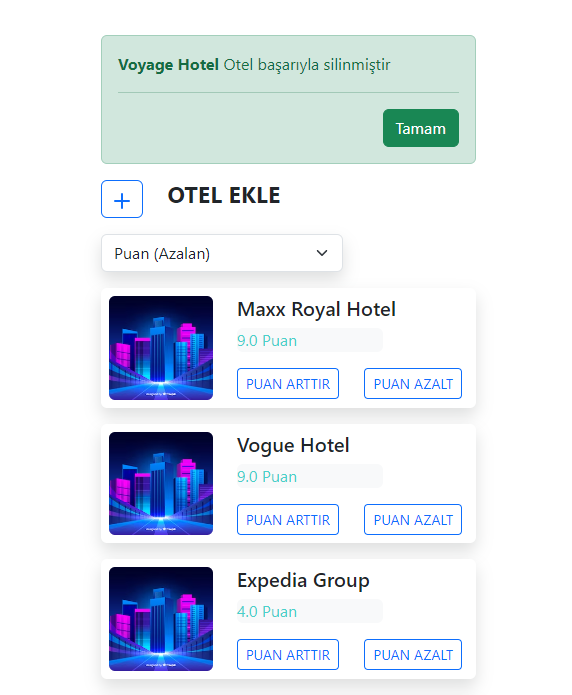 Voyage Hotel Otel başarıyla silinmiştir
Tamam
OTEL EKLE
Puan (Azalan)
Maxx Royal Hotel
9.0 Puan
PUAN ARTTIR PUAN AZALT
Vogue Hotel
9.0 Puan
PUAN ARTTIR PUAN AZALT
Expedia Group
4.0 Puan
PUAN ARTTIR PUAN AZALT